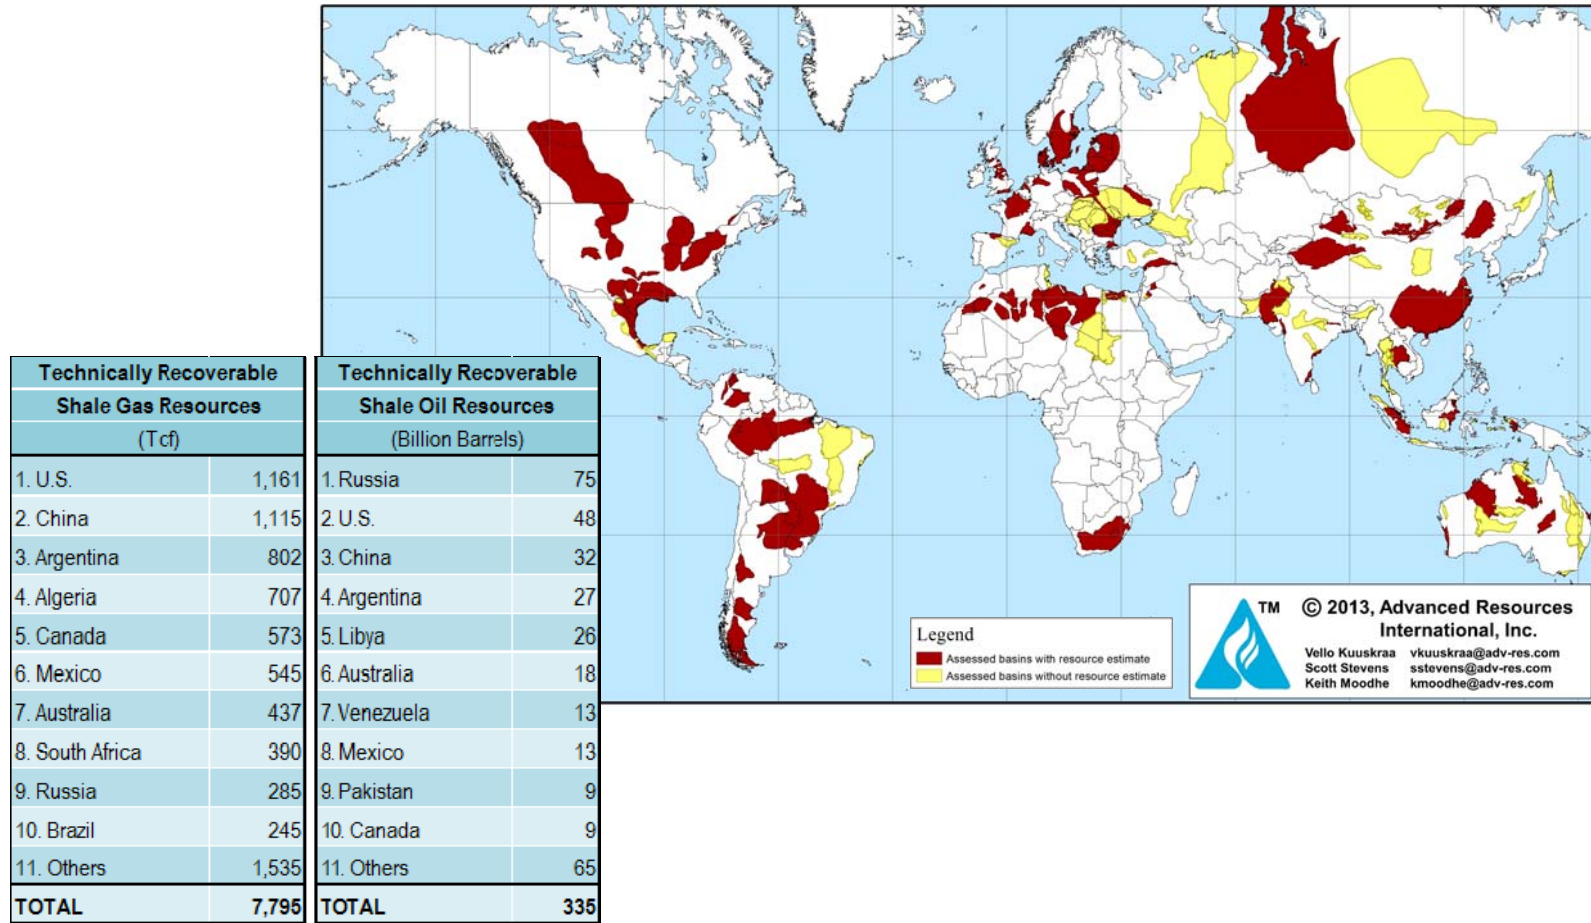 Technically Recoverable
Shale Gas Resources
(Tcf)
1. U.S. 1,161
2. China 1,115
3. Argentina 802
4. Algeria 707
5. Canada 573
6. Mexico 545
7. Australia 437
8. South Africa 390
9. Russia 285
10. Brazil 245
11. Others 1,535
TOTAL 7,795
Technically Recoverable
Shale Oil Resources
(Billion Barrels)
1. Russia 75
2. U.S. 48
3. China 32
4. Argentina 27
5. Libya 26
6. Australia 18
7. Venezuela 13
8. Mexico 13
9. Pakistan 9
10. Canada 9
11. Others 65
TOTAL 335
Legend
Assessed basins with resource estimate
Assessed basins without resource estimate
TM
© 2013, Advanced Resources
International, Inc.
Vello Kuuskraa vkuuskraa@adv-res.com
Scott Stevens sstevens@adv-res.com
Keith Moodhe kmoodhe@adv-res.com